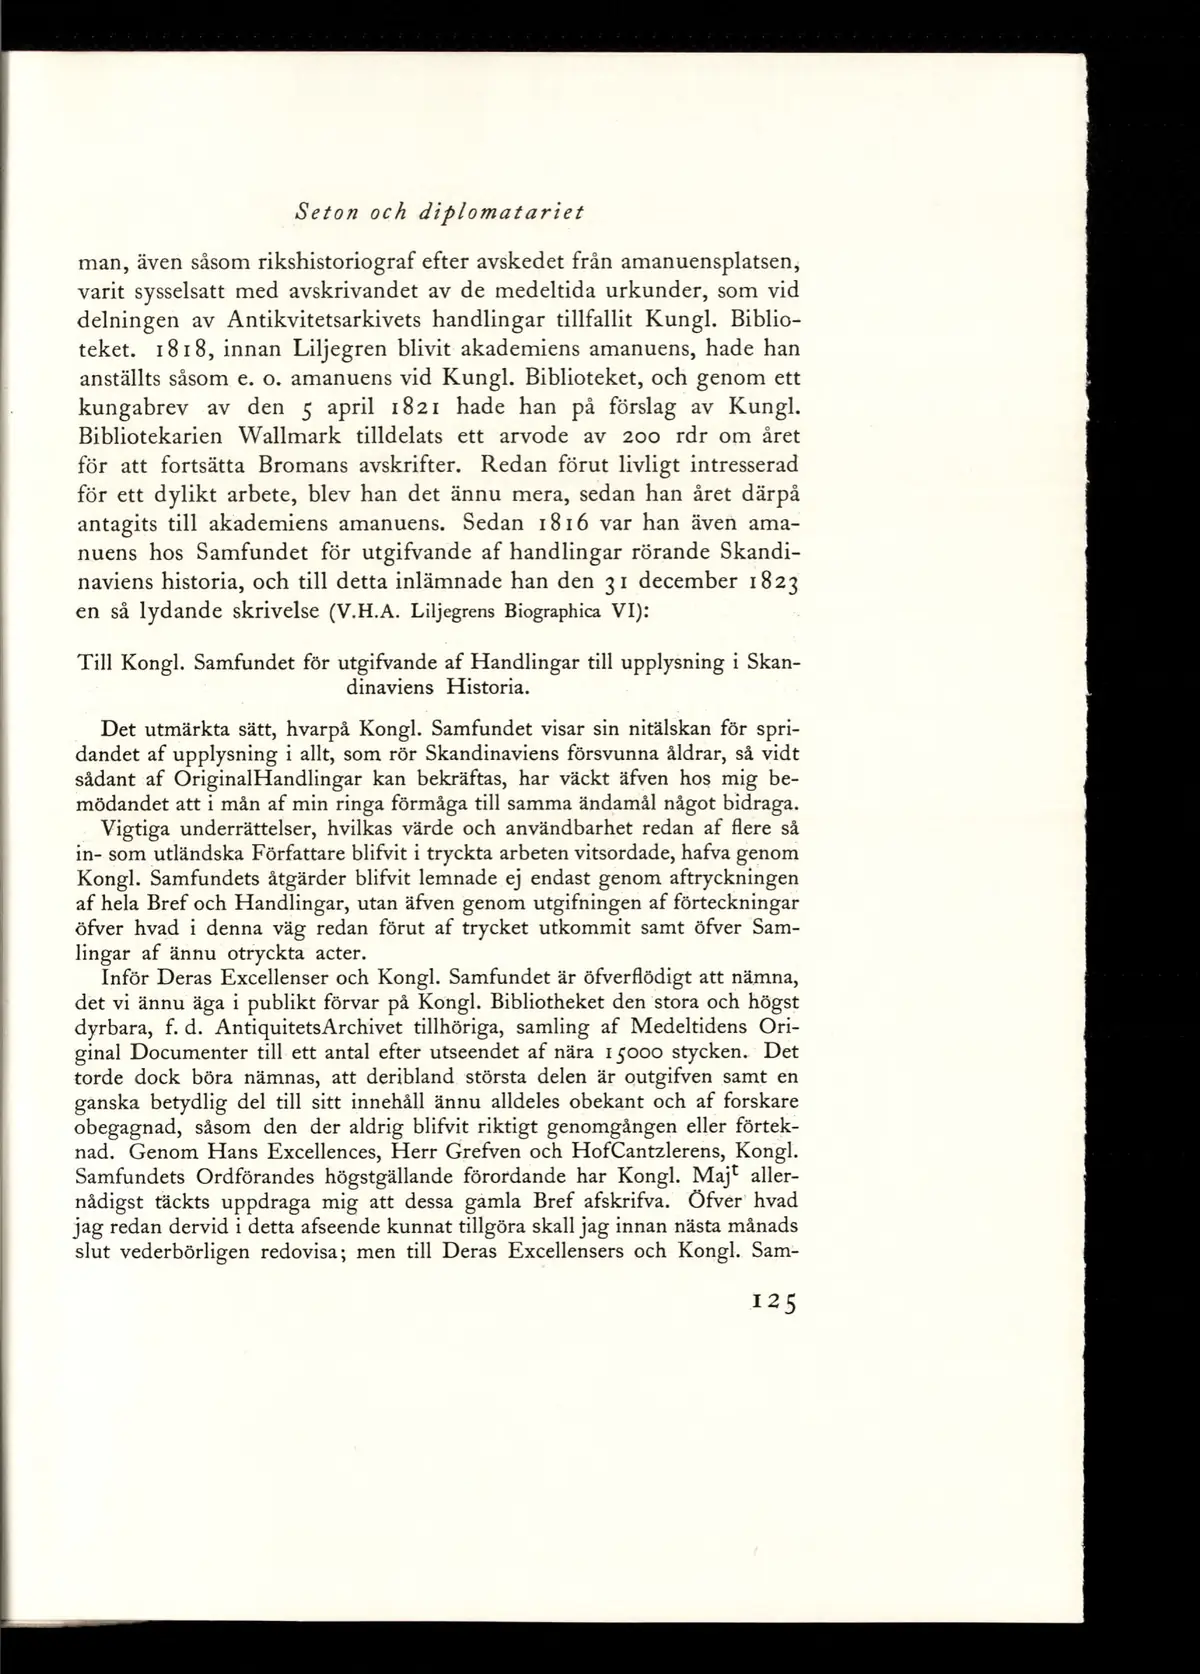 Seton och diplomatariet
man, även såsom rikshistoriograf efter avskedet från amanuensplatsen,
varit sysselsatt med avskrivandet av de medeltida urkunder, som vid
delningen av Antikvitetsarkivets handlingar tillfallit Kungl. Biblio-
teket. 1818, innan Liljegren blivit akademiens amanuens, hade han
anställts såsom e. o. amanuens vid Kungl. Biblioteket, och genom ett
kungabrev av den 5 april 1821 hade han på förslag av Kungl.
Bibliotekarien Wallmark tilldelats ett arvode av 200 rdr om året
för att fortsätta Bromans avskrifter. Redan förut livligt intresserad
för ett dylikt arbete, blev han det ännu mera, sedan han året därpå
antagits till akademiens amanuens. Sedan 1816 var han även ama-
nuens hos Samfundet för utgifvande af handlingar rörande Skandi-
naviens historia, och till detta inlämnade han den 31 december 1823
en så lydande skrivelse (V.H.A. Liljegrens Biographica VI):
Till Kongl. Samfundet för utgifvande af Handlingar till upplysning i Skan-
dinaviens Historia.
Det utmärkta sätt, hvarpå Kongl. Samfundet visar sin nitälskan för spri-
dandet af upplysning i allt, som rör Skandinaviens försvunna åldrar, så vidt
sådant af OriginalHandlingar kan bekräftas, har väckt äfven hos mig be-
mödandet att i mån af min ringa förmåga till samma ändamål något bidraga.
Vigtiga underrättelser, hvilkas värde och användbarhet redan af flere så
in- som utländska Författare blifvit i tryckta arbeten vitsordade, hafva genom
Kongl. Samfundets åtgärder blifvit lemnade ej endast genom aftryckningen
af hela Bref och Handlingar, utan äfven genom utgifningen af förteckningar
öfver hvad i denna väg redan förut af trycket utkommit samt öfver Sam-
lingar af ännu otryckta acter.
Inför Deras Excellenser och Kongl. Samfundet är öfverflödigt att nämna,
det vi ännu äga i publikt förvar på Kongl. Bibliotheket den stora och högst
dyrbara, f. d. AntiquitetsArchivet tillhöriga, samling af Medeltidens Ori-
ginal Documenter till ett antal efter utseendet af nära 15000 stycken. Det
torde dock böra nämnas, att deribland största delen är outgifven samt en
ganska betydlig del till sitt innehåll ännu alldeles obekant och af forskare
obegagnad, såsom den der aldrig blifvit riktigt genomgången eller förtek-
nad. Genom Hans Excellences, Herr Grefven och HofCantzlerens, Kongl.
Samfundets Ordförandes högstgällande förordande har Kongl. Majt aller-
nådigst täckts uppdraga mig att dessa gamla Bref afskrifva. Öfver hvad
jag redan dervid i detta afseende kunnat tillgöra skall jag innan nästa månads
slut vederbörligen redovisa; men till Deras Excellensers och Kongl. Sam-
125